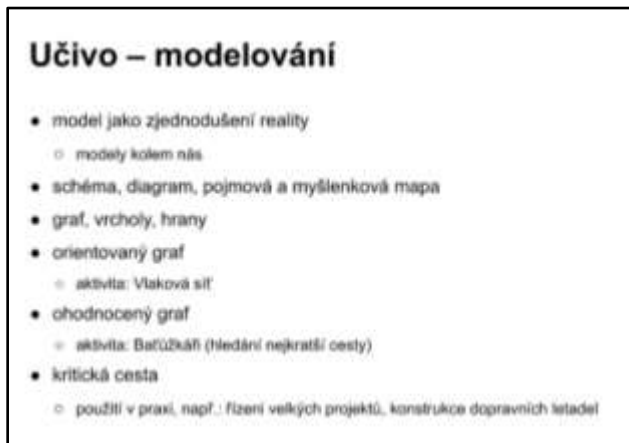 Učivo – modelování
● model jako zjednodušení reality
○ modely kolem nás
● schéma, diagram, pojmová a myšlenková mapa
● graf, vrcholy, hrany
● orientovaný graf
○ aktivita: Vlaková síť
● ohodnocený graf
○ aktivita: Baťůžkáři (hledání nejkratší cesty)
● kritická cesta
○ použití v praxi, např.: řízení velkých projektů, konstrukce dopravních letadel